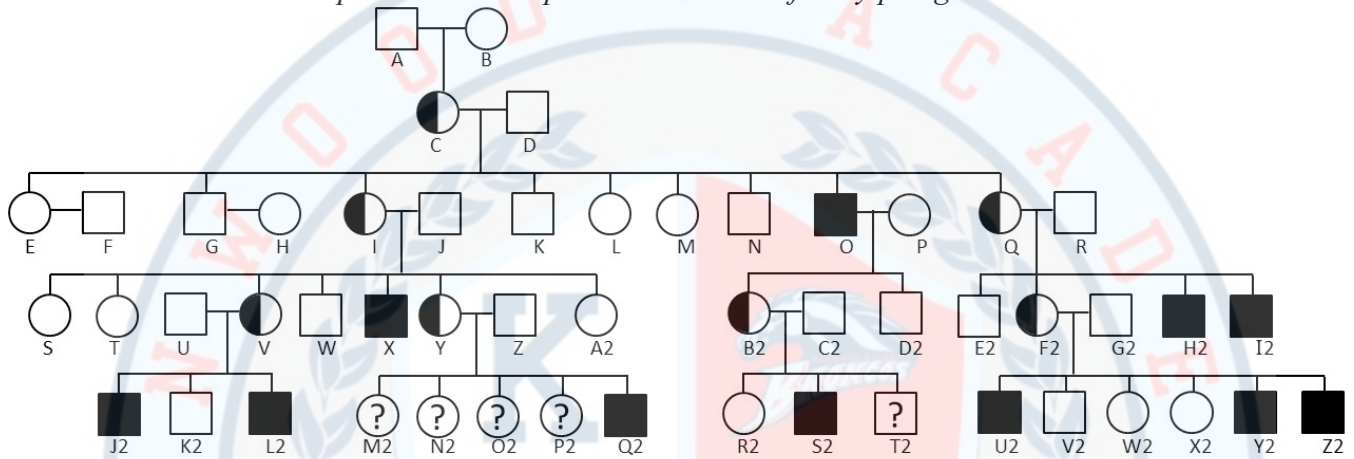 A B
C D
E F G H I J K L M N O P Q R
S T U V W X Y Z A2 B2 C2 D2 E2 F2 G2 H2 I2
? ? ? ? ?
J2 K2 L2 M2 N2 O2 P2 Q2 R2 S2 T2 U2 V2 W2 X2 Y2 Z2
N W O O D A C A D E
K